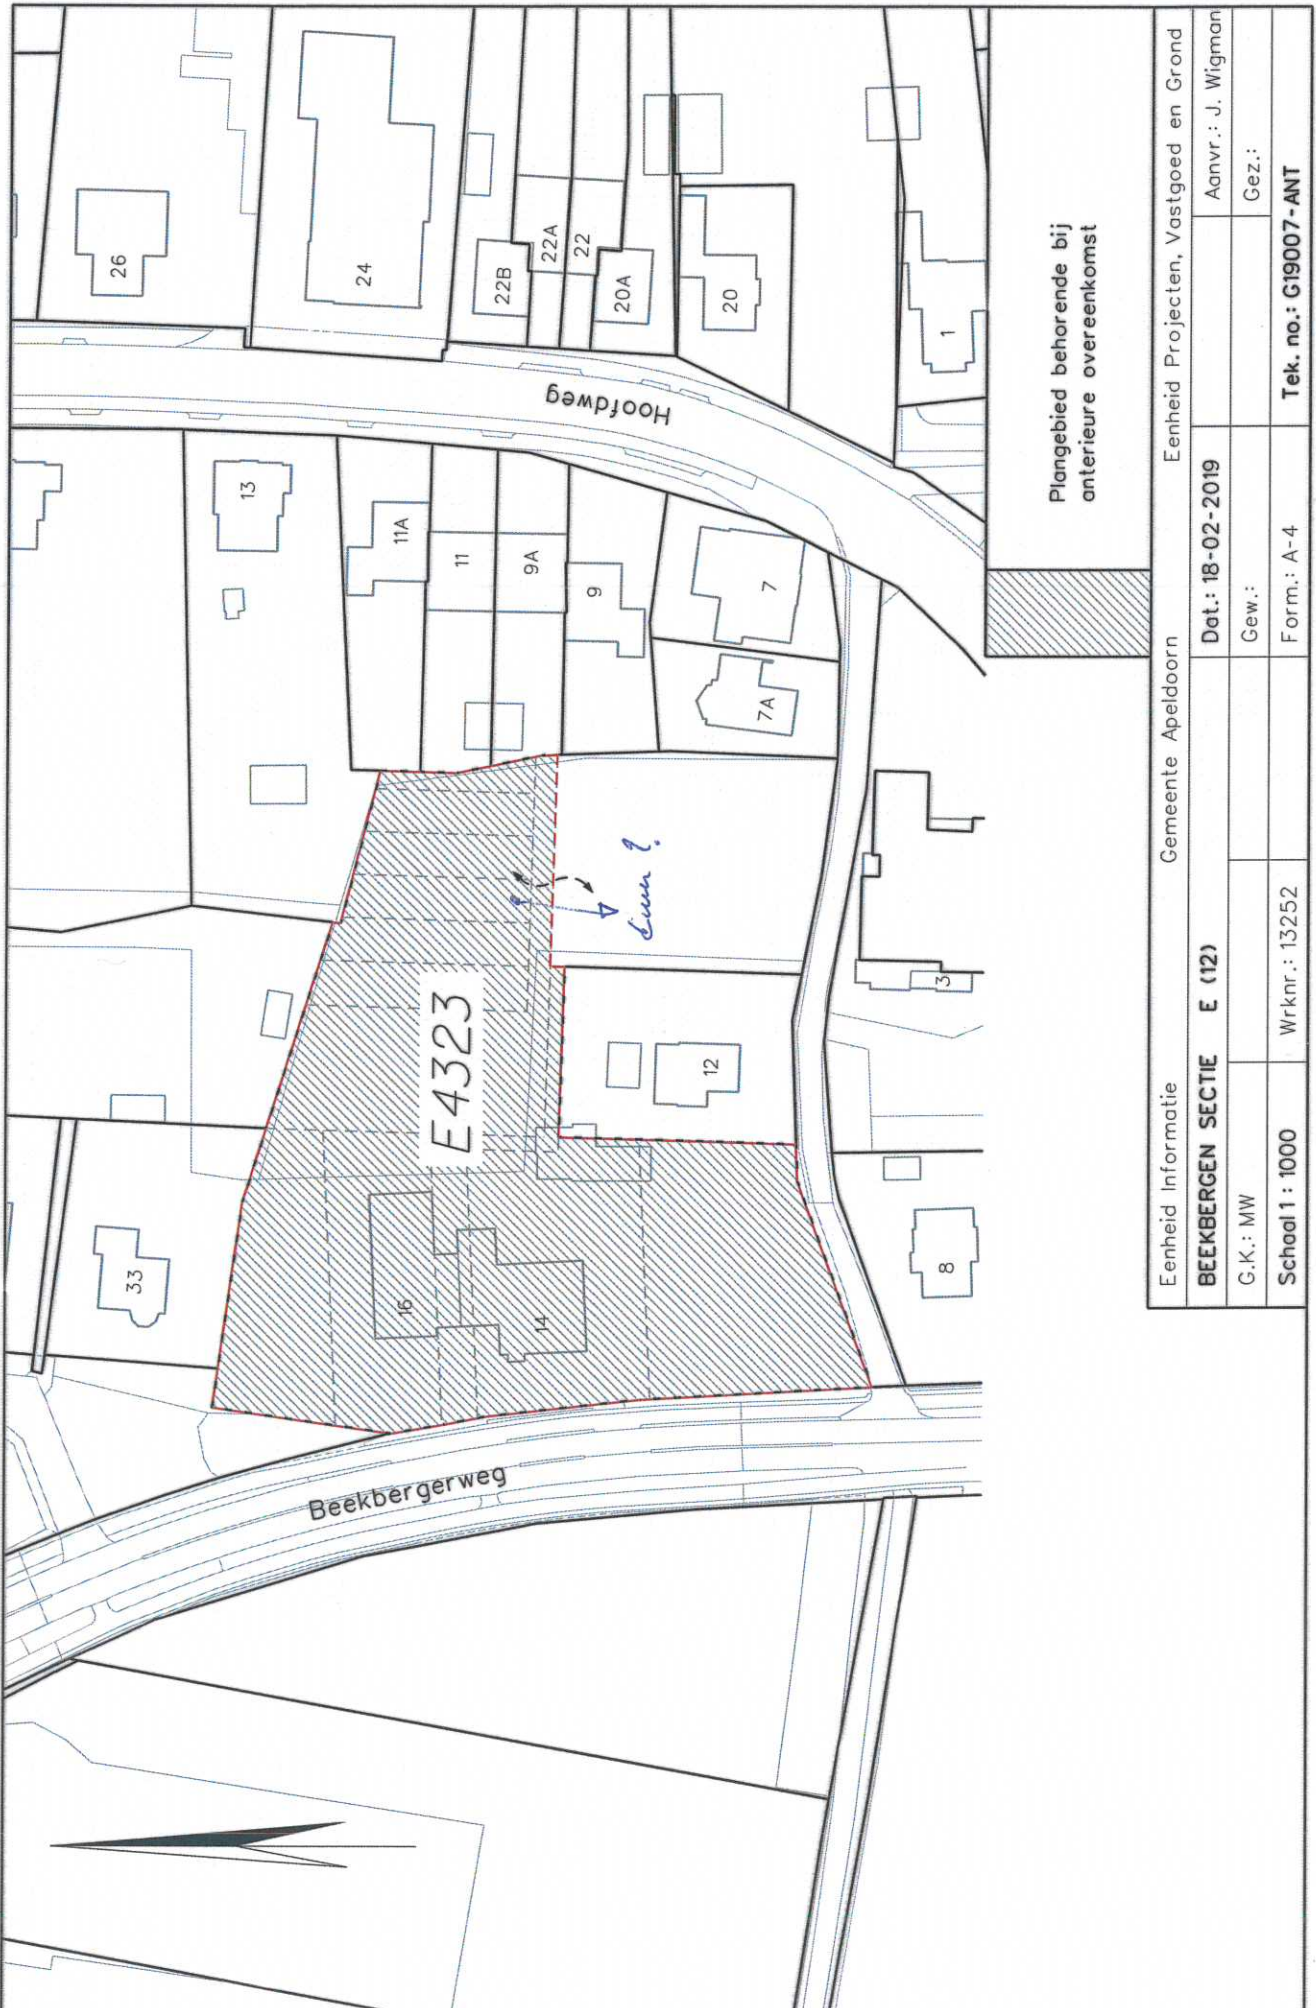 26
24
22B
22A
22
20A
20
1
Hoofdweg
13
11A
11
9A
9
7
7A
E4323
12
3
33
16
14
8
Beekbergerweg
Plangebied behorende bij
anterieure overeenkomst
Eenheid Informatie Gemeente Apeldoorn Eenheid Projecten, Vastgoed en Grond
BEEKBERGEN SECTIE E (12) Dat.: 18-02-2019 Aanvr.: J. Wigman
G.K.: MW Gew.: Gez.:
Schaal 1 : 1000 Wrknr.: 13252 Form.: A-4 Tek. no.: G19007-ANT